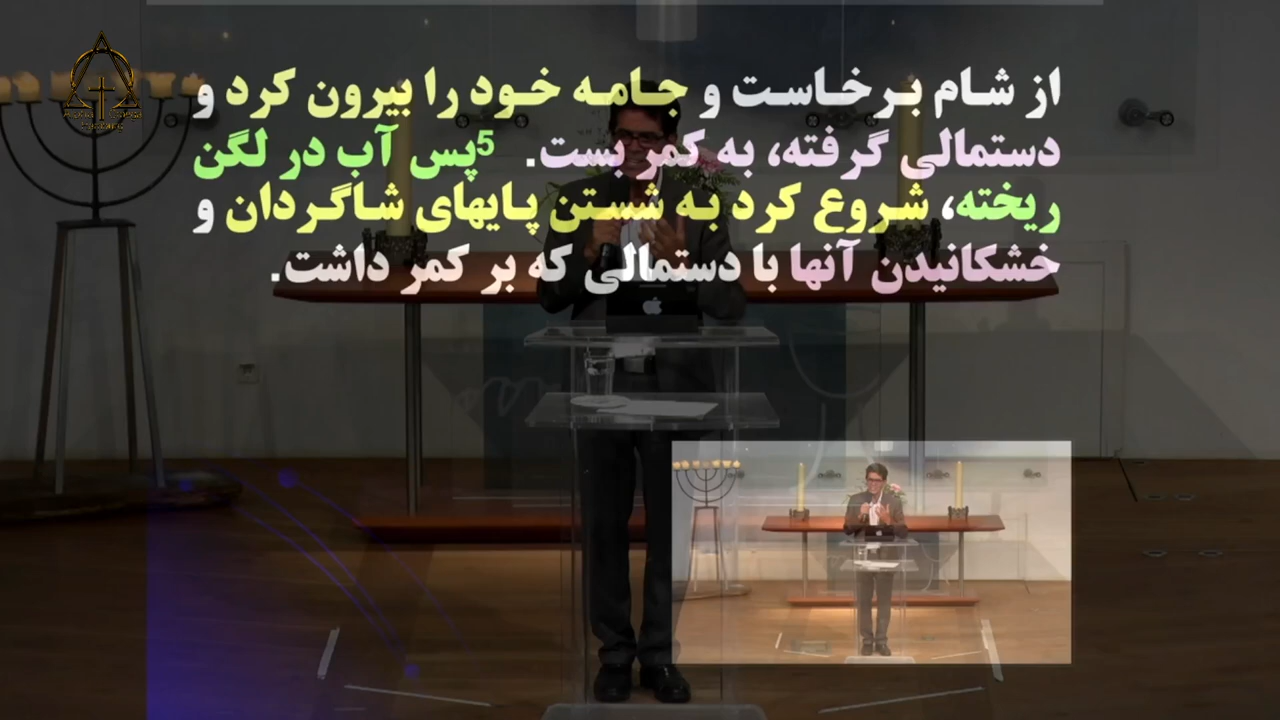 از شام برخاست و جامه خود را بیرون کرد و
دستمالی گرفته، به کمر بست. 5پس آب در لگن
ریخته، شروع کرد به شستن پایهای شاگردان و
خشکانیدن آنها با دستمالی که بر کمر داشت.